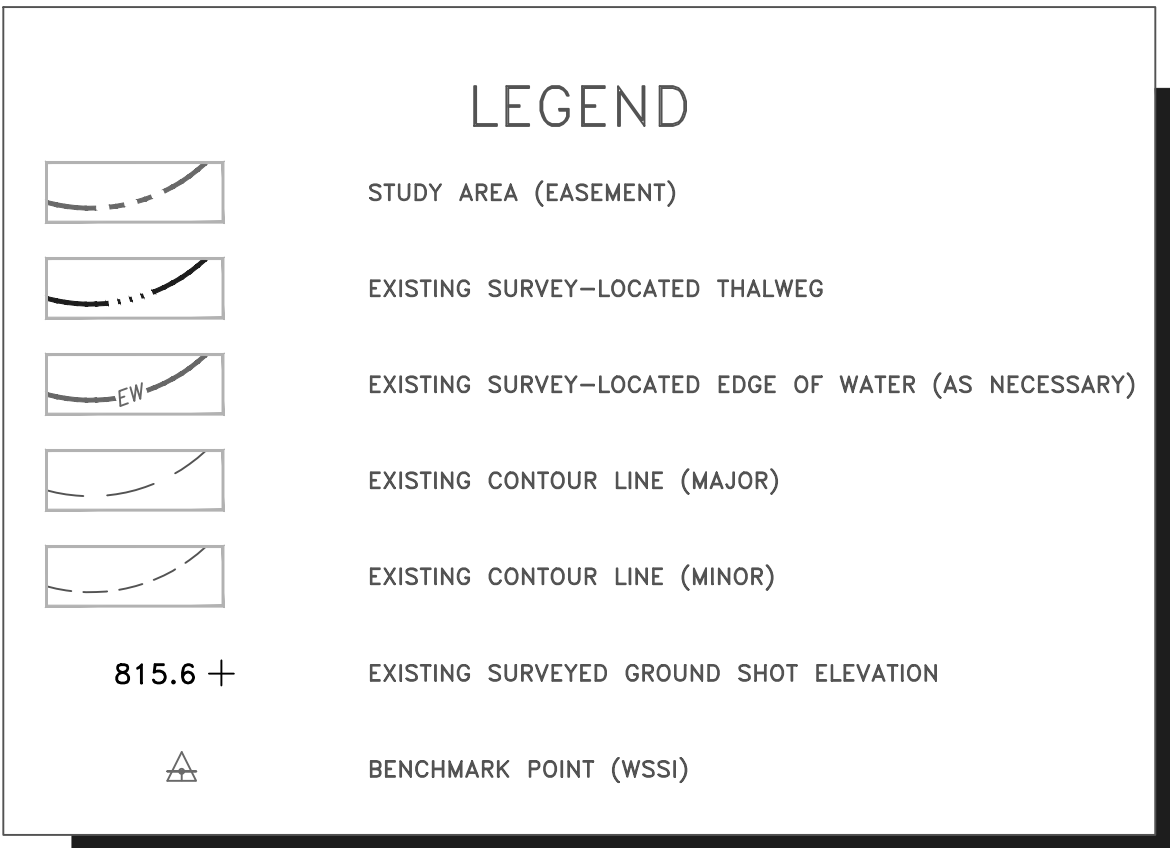 LEGEND
STUDY AREA (EASEMENT)
EXISTING SURVEY-LOCATED THALWEG
EW EXISTING SURVEY-LOCATED EDGE OF WATER (AS NECESSARY)
EXISTING CONTOUR LINE (MAJOR)
EXISTING CONTOUR LINE (MINOR)
815.6 + EXISTING SURVEYED GROUND SHOT ELEVATION
BENCHMARK POINT (WSSI)